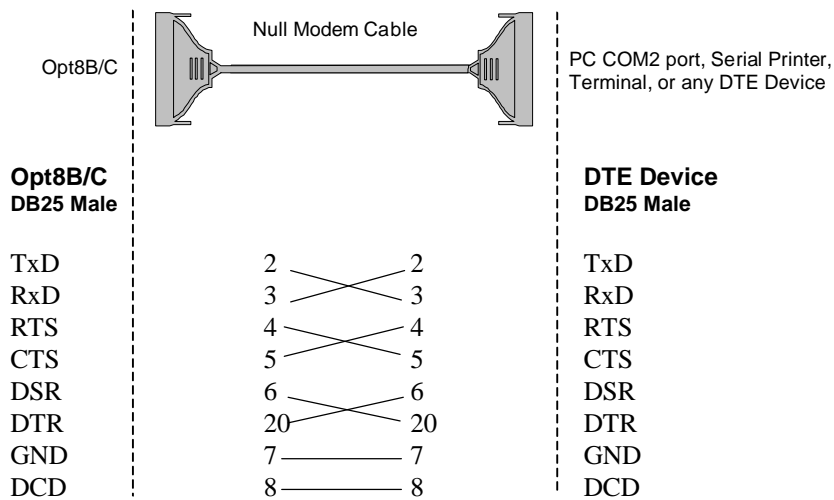 Null Modem Cable
Opt8B/C
PC COM2 port, Serial Printer,
Terminal, or any DTE Device
Opt8B/C DTE Device
DB25 Male DB25 Male
TxD 2 2 TxD
RxD 3 3 RxD
RTS 4 4 RTS
CTS 5 5 CTS
DSR 6 6 DSR
DTR 20 20 DTR
GND 7 7 GND
DCD 8 8 DCD